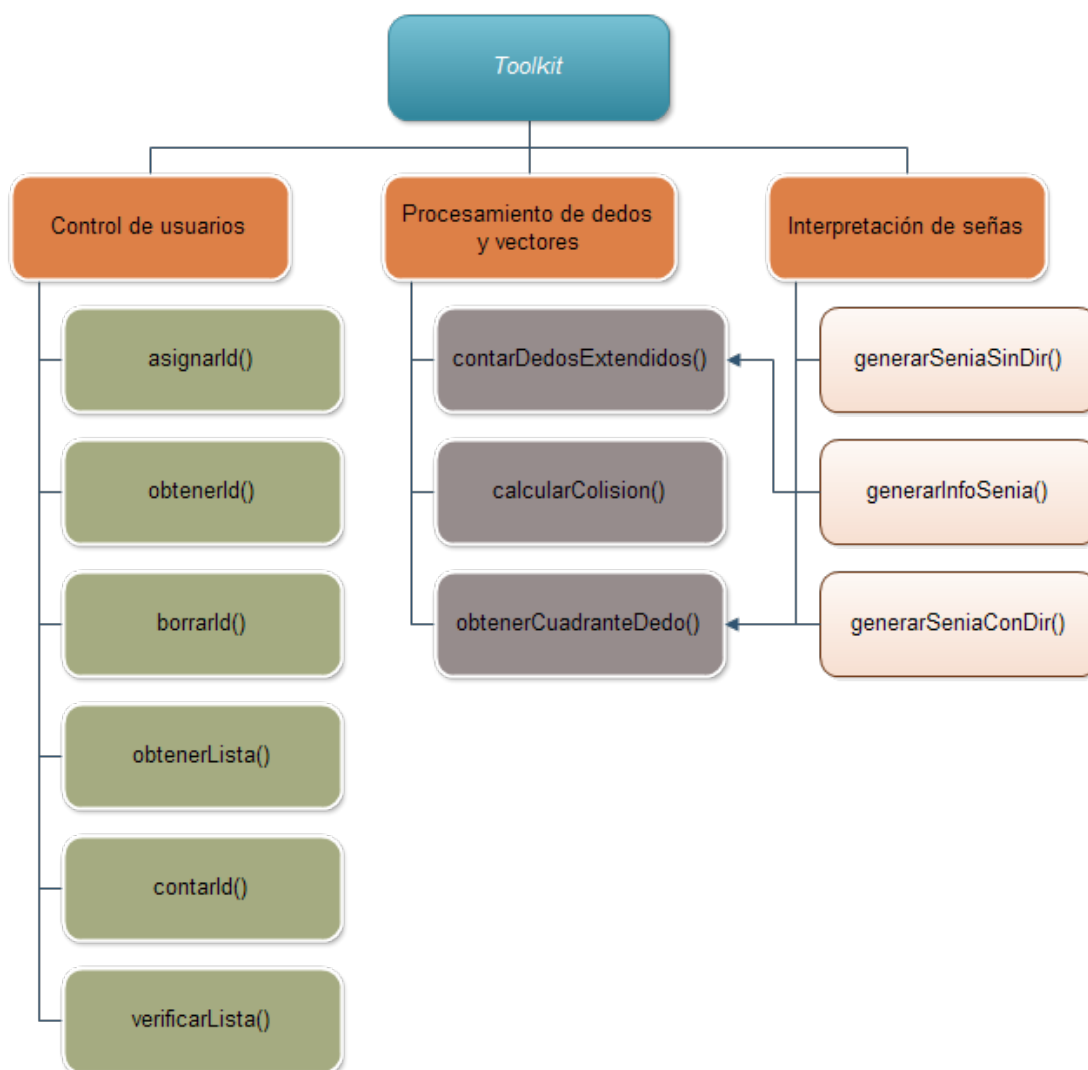 Toolkit
Control de usuarios
Procesamiento de dedos
y vectores
Interpretación de señas
asignarId()
obtenerId()
borrarId()
obtenerLista()
contarId()
verificarLista()
contarDedosExtendidos()
calcularColision()
obtenerCuadranteDedo()
generarSeniaSinDir()
generarInfoSenia()
generarSeniaConDir()